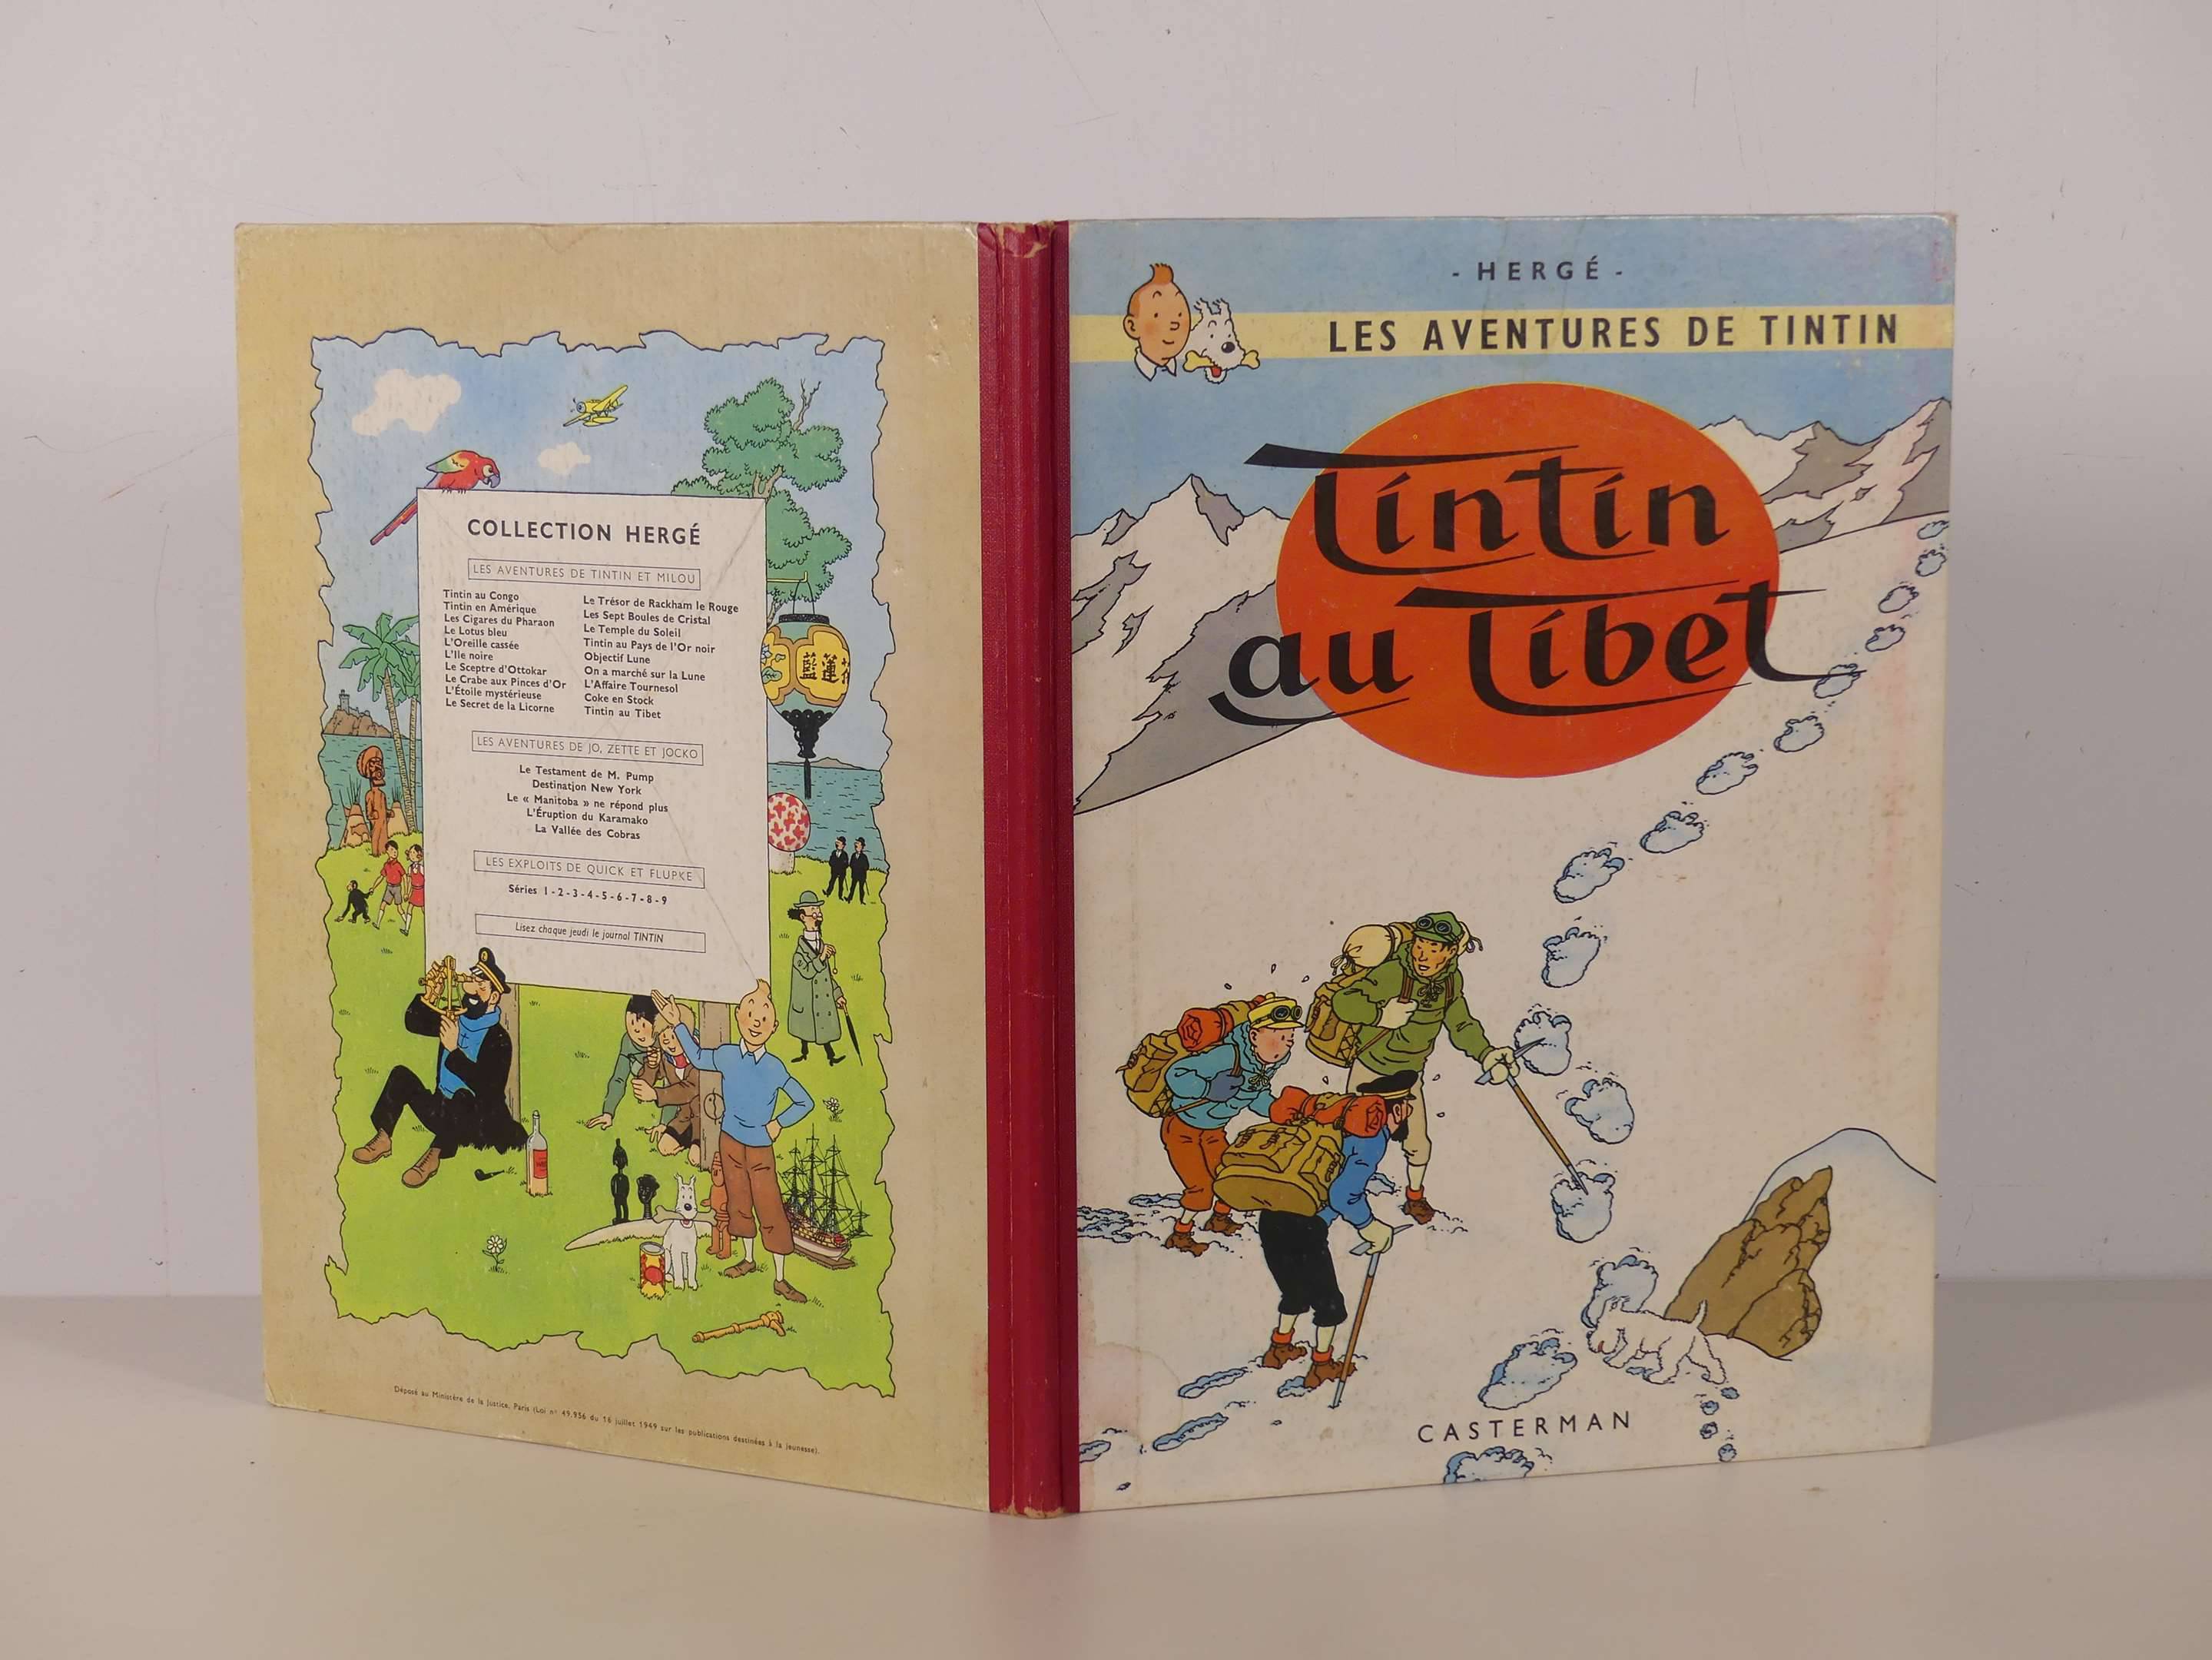 COLLECTION HERGÉ
LES AVENTURES DE TINTIN ET MILOU
Tintin au Congo
Tintin en Amérique
Les Cigares du Pharaon
Le Lotus bleu
L'Oreille cassée
L'Ile noire
Le Sceptre d'Ottokar
Le Crabe aux Pinces d'Or
L'Étoile mystérieuse
Le Secret de la Licorne
Le Trésor de Rackham le Rouge
Les Sept Boules de Cristal
Le Temple du Soleil
Tintin au Pays de l'Or noir
Objectif Lune
On a marché sur la Lune
L'Affaire Tournesol
Coke en Stock
Tintin au Tibet
LES AVENTURES DE JO, ZETTE ET JOCKO
Le Testament de M. Pump
Destination New York
Le « Manitoba » ne répond plus
L'Éruption du Karamako
La Vallée des Cobras
LES EXPLOITS DE QUICK ET FLUPKE
Séries 1-2-3-4-5-6-7-8-9
Lisez chaque jeudi le journal TINTIN
藍蓮
Déposé au Ministère de la Justice, Paris (Loi n° 49.956 du 16 juillet 1949 sur les publications destinées à la jeunesse).
- HERGÉ -
LES AVENTURES DE TINTIN
Tintin
au Tibet
CASTERMAN